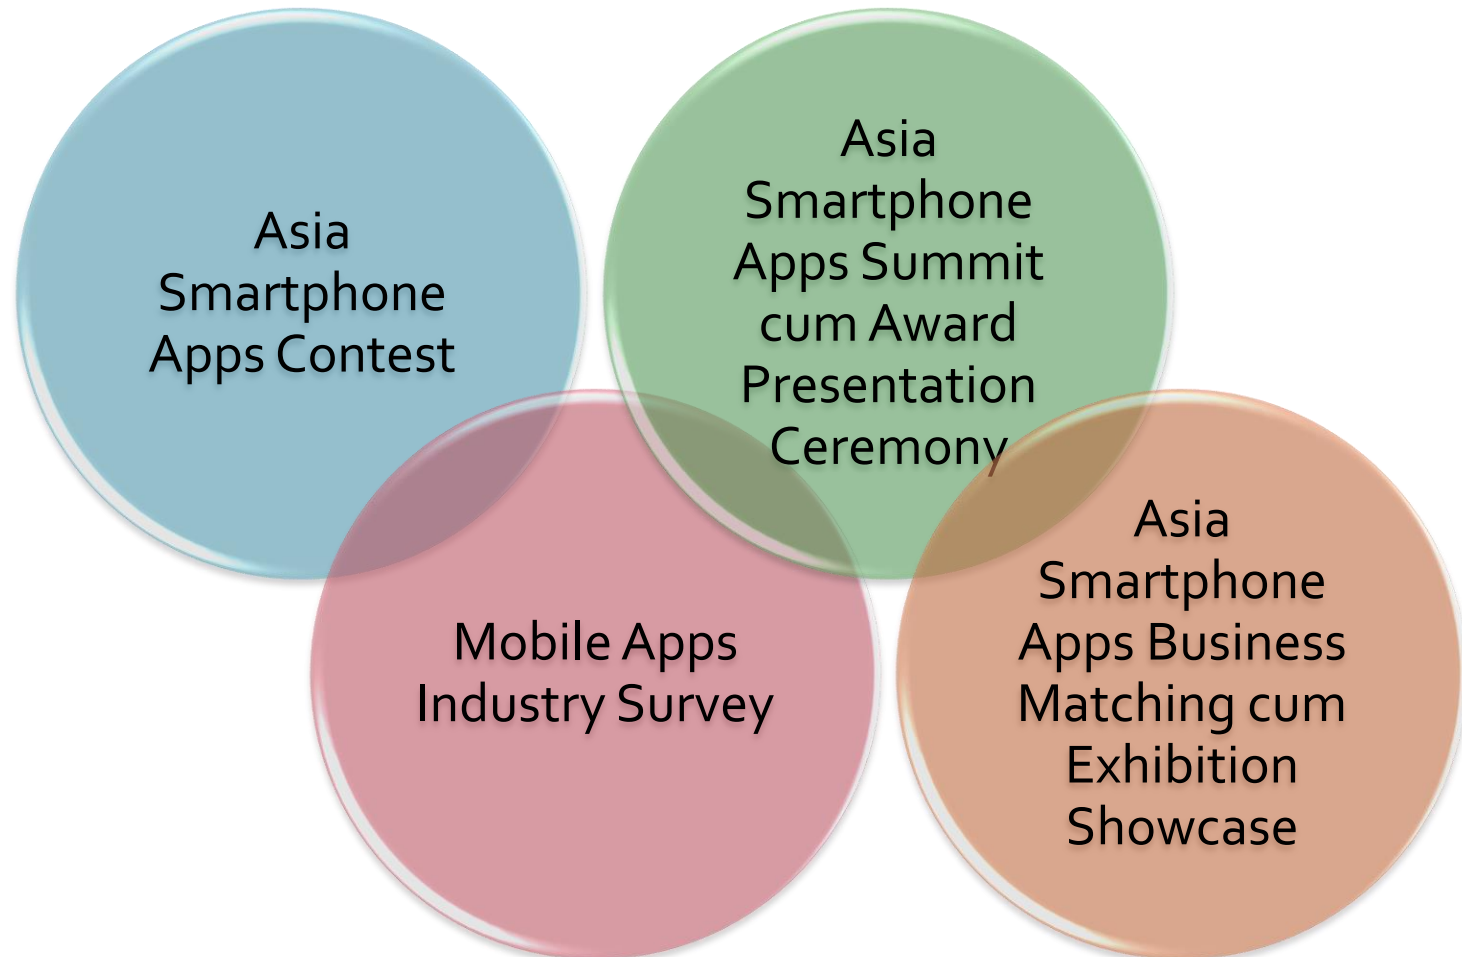 Asia
Smartphone
Apps Contest
Asia
Smartphone
Apps Summit
cum Award
Presentation
Ceremony
Mobile Apps
Industry Survey
Asia
Smartphone
Apps Business
Matching cum
Exhibition
Showcase